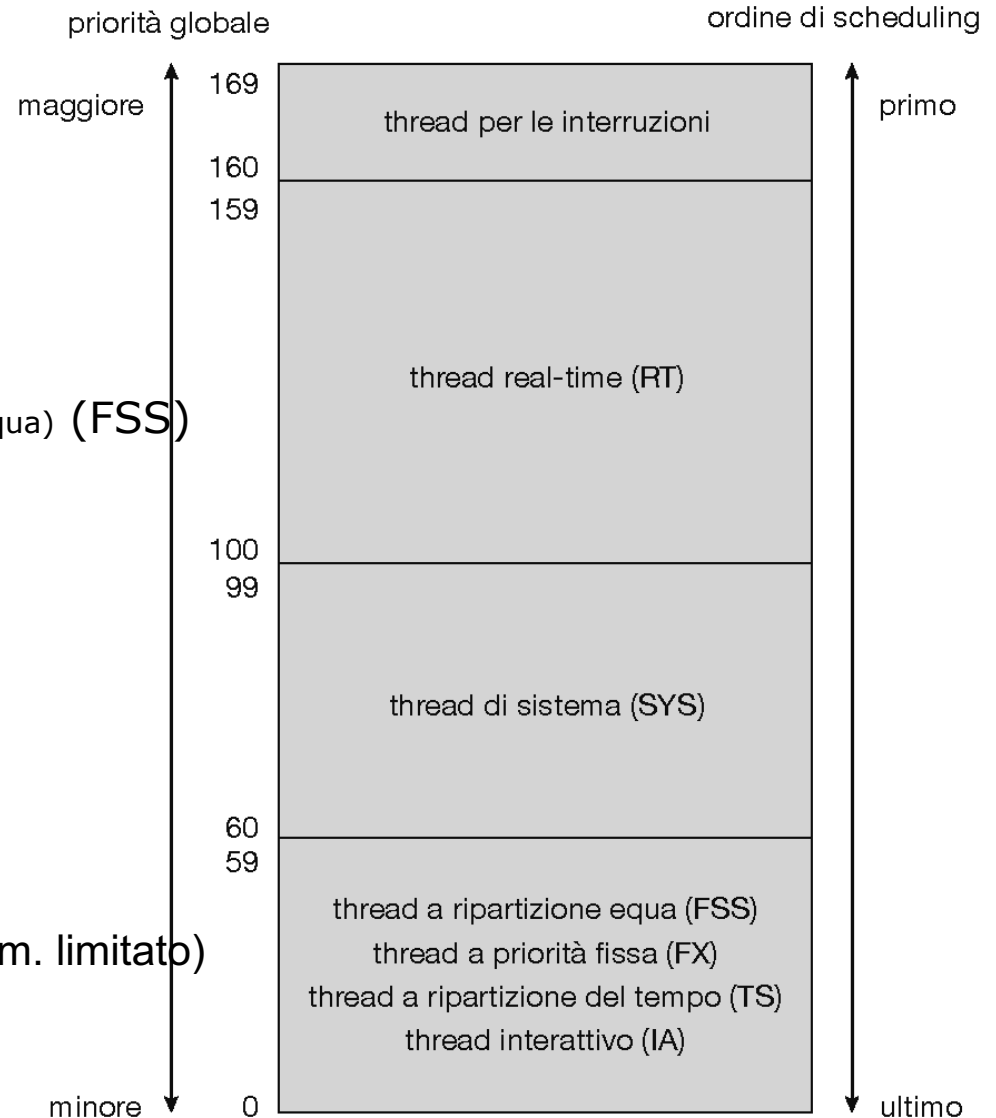 priorità globale
ordine di scheduling
maggiore
169
primo
thread per le interruzioni
160
159
thread real-time (RT)
(FSS)
100
99
thread di sistema (SYS)
60
59
thread a ripartizione equa (FSS)
limitato)
thread a priorità fissa (FX)
thread a ripartizione del tempo (TS)
thread interattivo (IA)
minore
0
ultimo